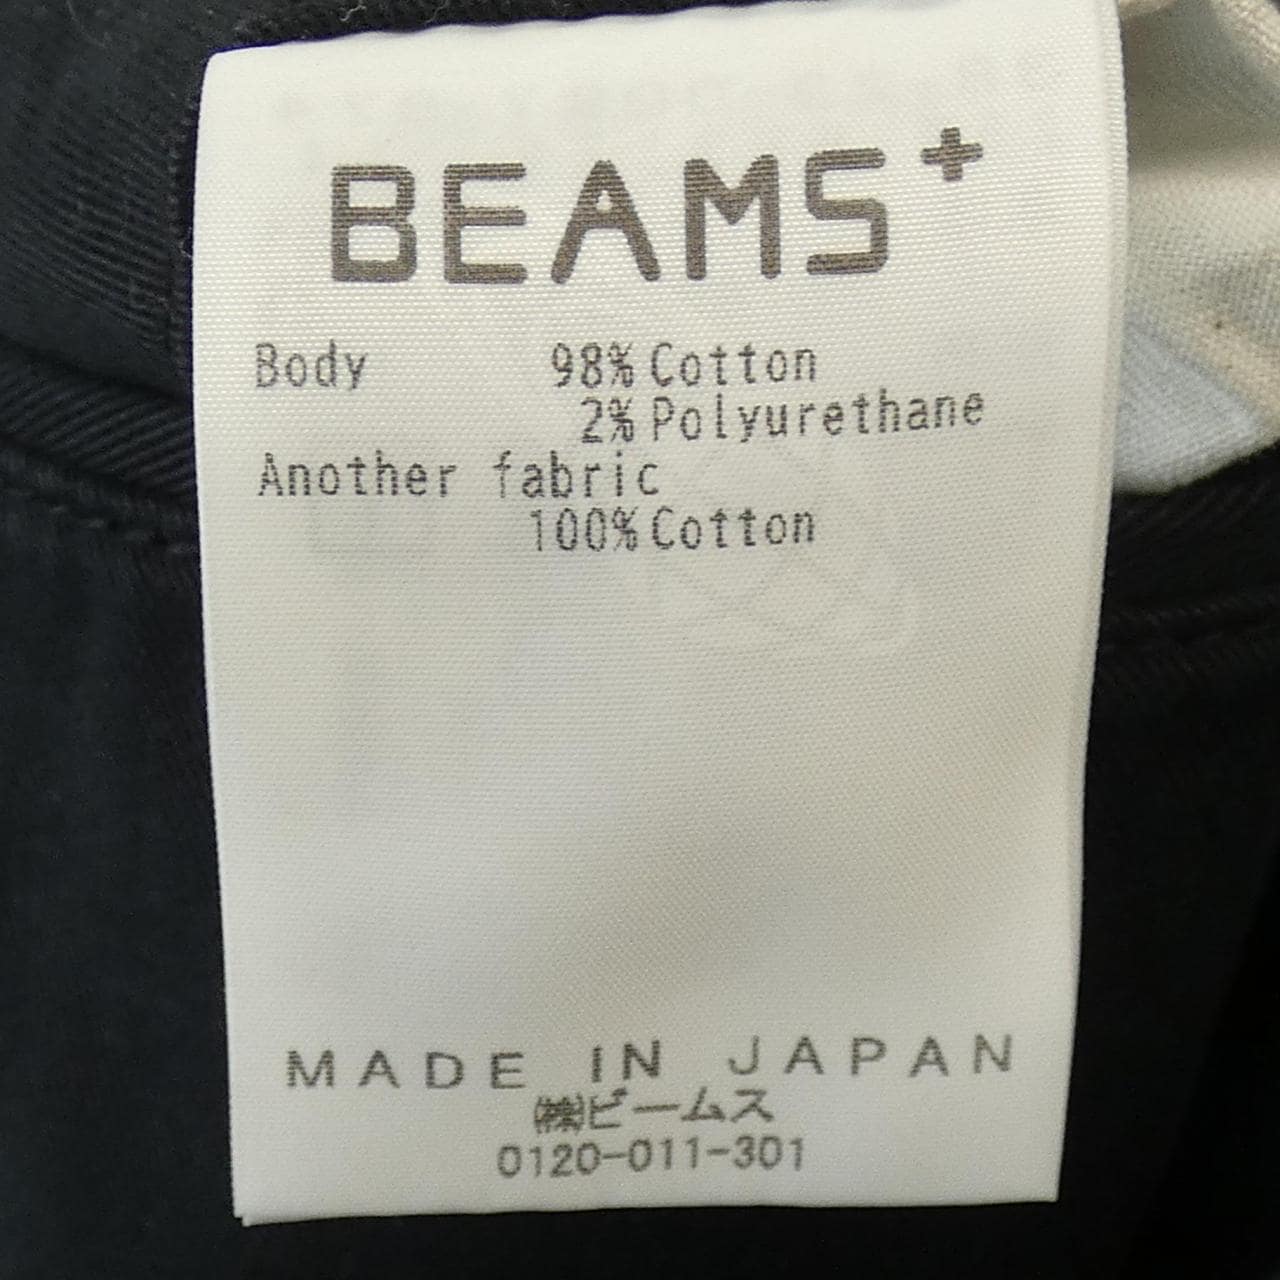 BEAMS+
Body 98% Cotton
2% Polyurethane
Another fabric
100% Cotton
MADE IN JAPAN
㈱ビームス
0120-011-301